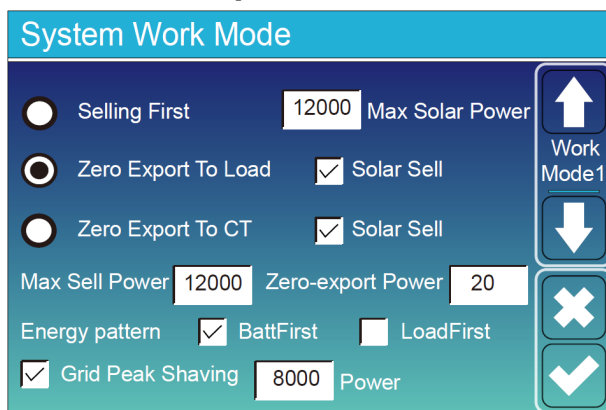 System Work Mode
Selling First 12000 Max Solar Power
Zero Export To Load Solar Sell
Work
Mode1
Zero Export To CT Solar Sell
Max Sell Power 12000 Zero-export Power 20
Energy pattern BattFirst LoadFirst
Grid Peak Shaving 8000 Power